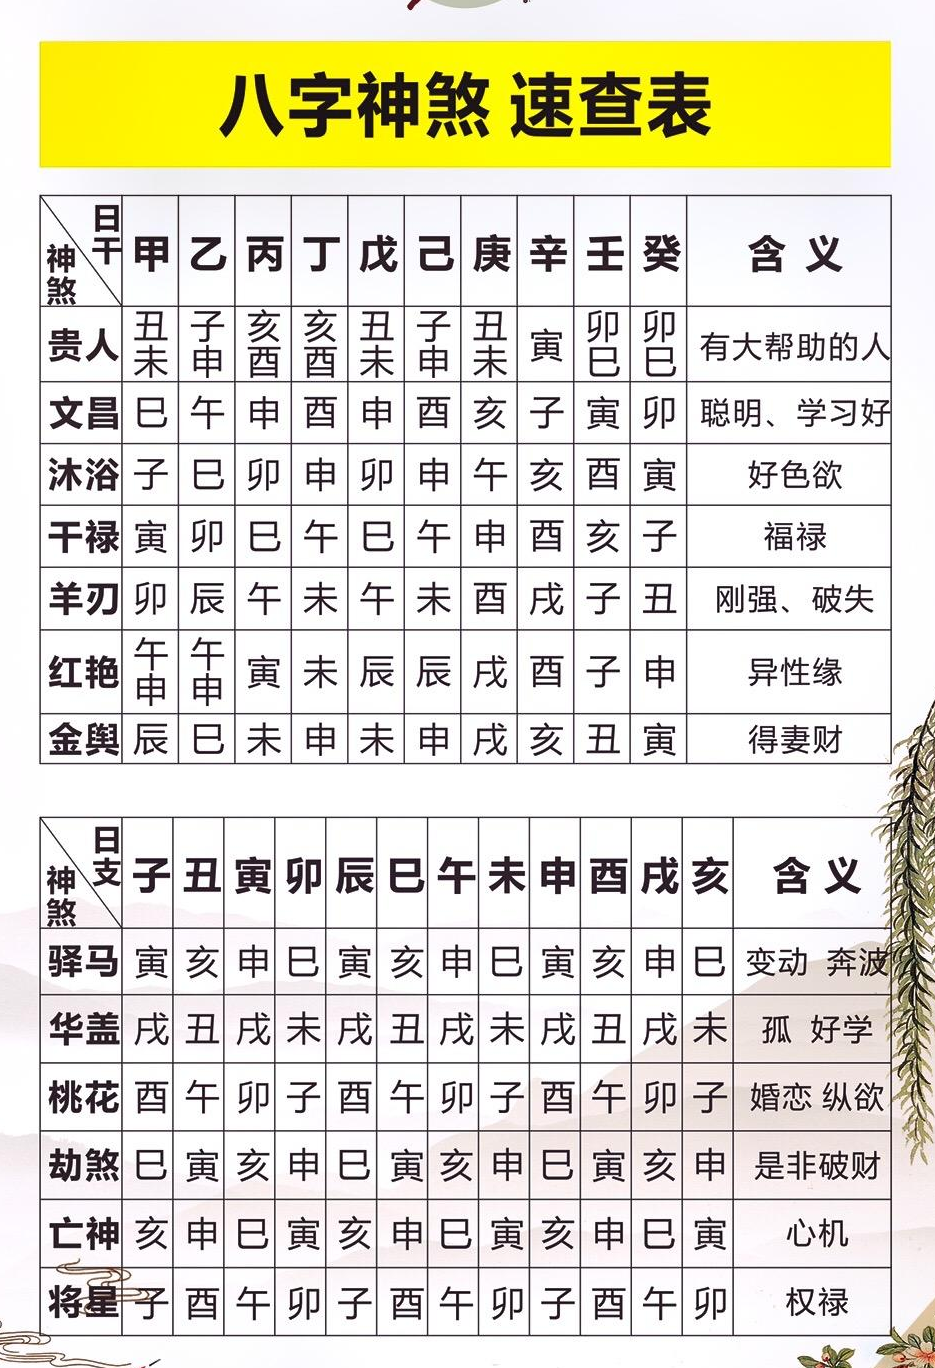 八字神煞 速查表
日干 神煞 甲 乙 丙 丁 戊 己 庚 辛 壬 癸 含义
贵人 丑未 子申 亥酉 亥酉 丑未 子申 丑未 寅 卯巳 卯巳 有大帮助的人
文昌 巳 午 申 酉 申 酉 亥 子 寅 卯 聪明、学习好
沐浴 子 巳 卯 申 卯 申 午 亥 酉 寅 好色欲
干禄 寅 卯 巳 午 巳 午 申 酉 亥 子 福禄
羊刃 卯 辰 午 未 午 未 酉 戌 子 丑 刚强、破失
红艳 午申 午申 寅 未 辰 辰 戌 酉 子 申 异性缘
金舆 辰 巳 未 申 未 申 戌 亥 丑 寅 得妻财
日支 神煞 子 丑 寅 卯 辰 巳 午 未 申 酉 戌 亥 含义
驿马 寅 亥 申 巳 寅 亥 申 巳 寅 亥 申 巳 变动 奔波
华盖 戌 丑 戌 未 戌 丑 戌 未 戌 丑 戌 未 孤 好学
桃花 酉 午 卯 子 酉 午 卯 子 酉 午 卯 子 婚恋 纵欲
劫煞 巳 寅 亥 申 巳 寅 亥 申 巳 寅 亥 申 是非破财
亡神 亥 申 巳 寅 亥 申 巳 寅 亥 申 巳 寅 心机
将星 子 酉 午 卯 子 酉 午 卯 子 酉 午 卯 权禄